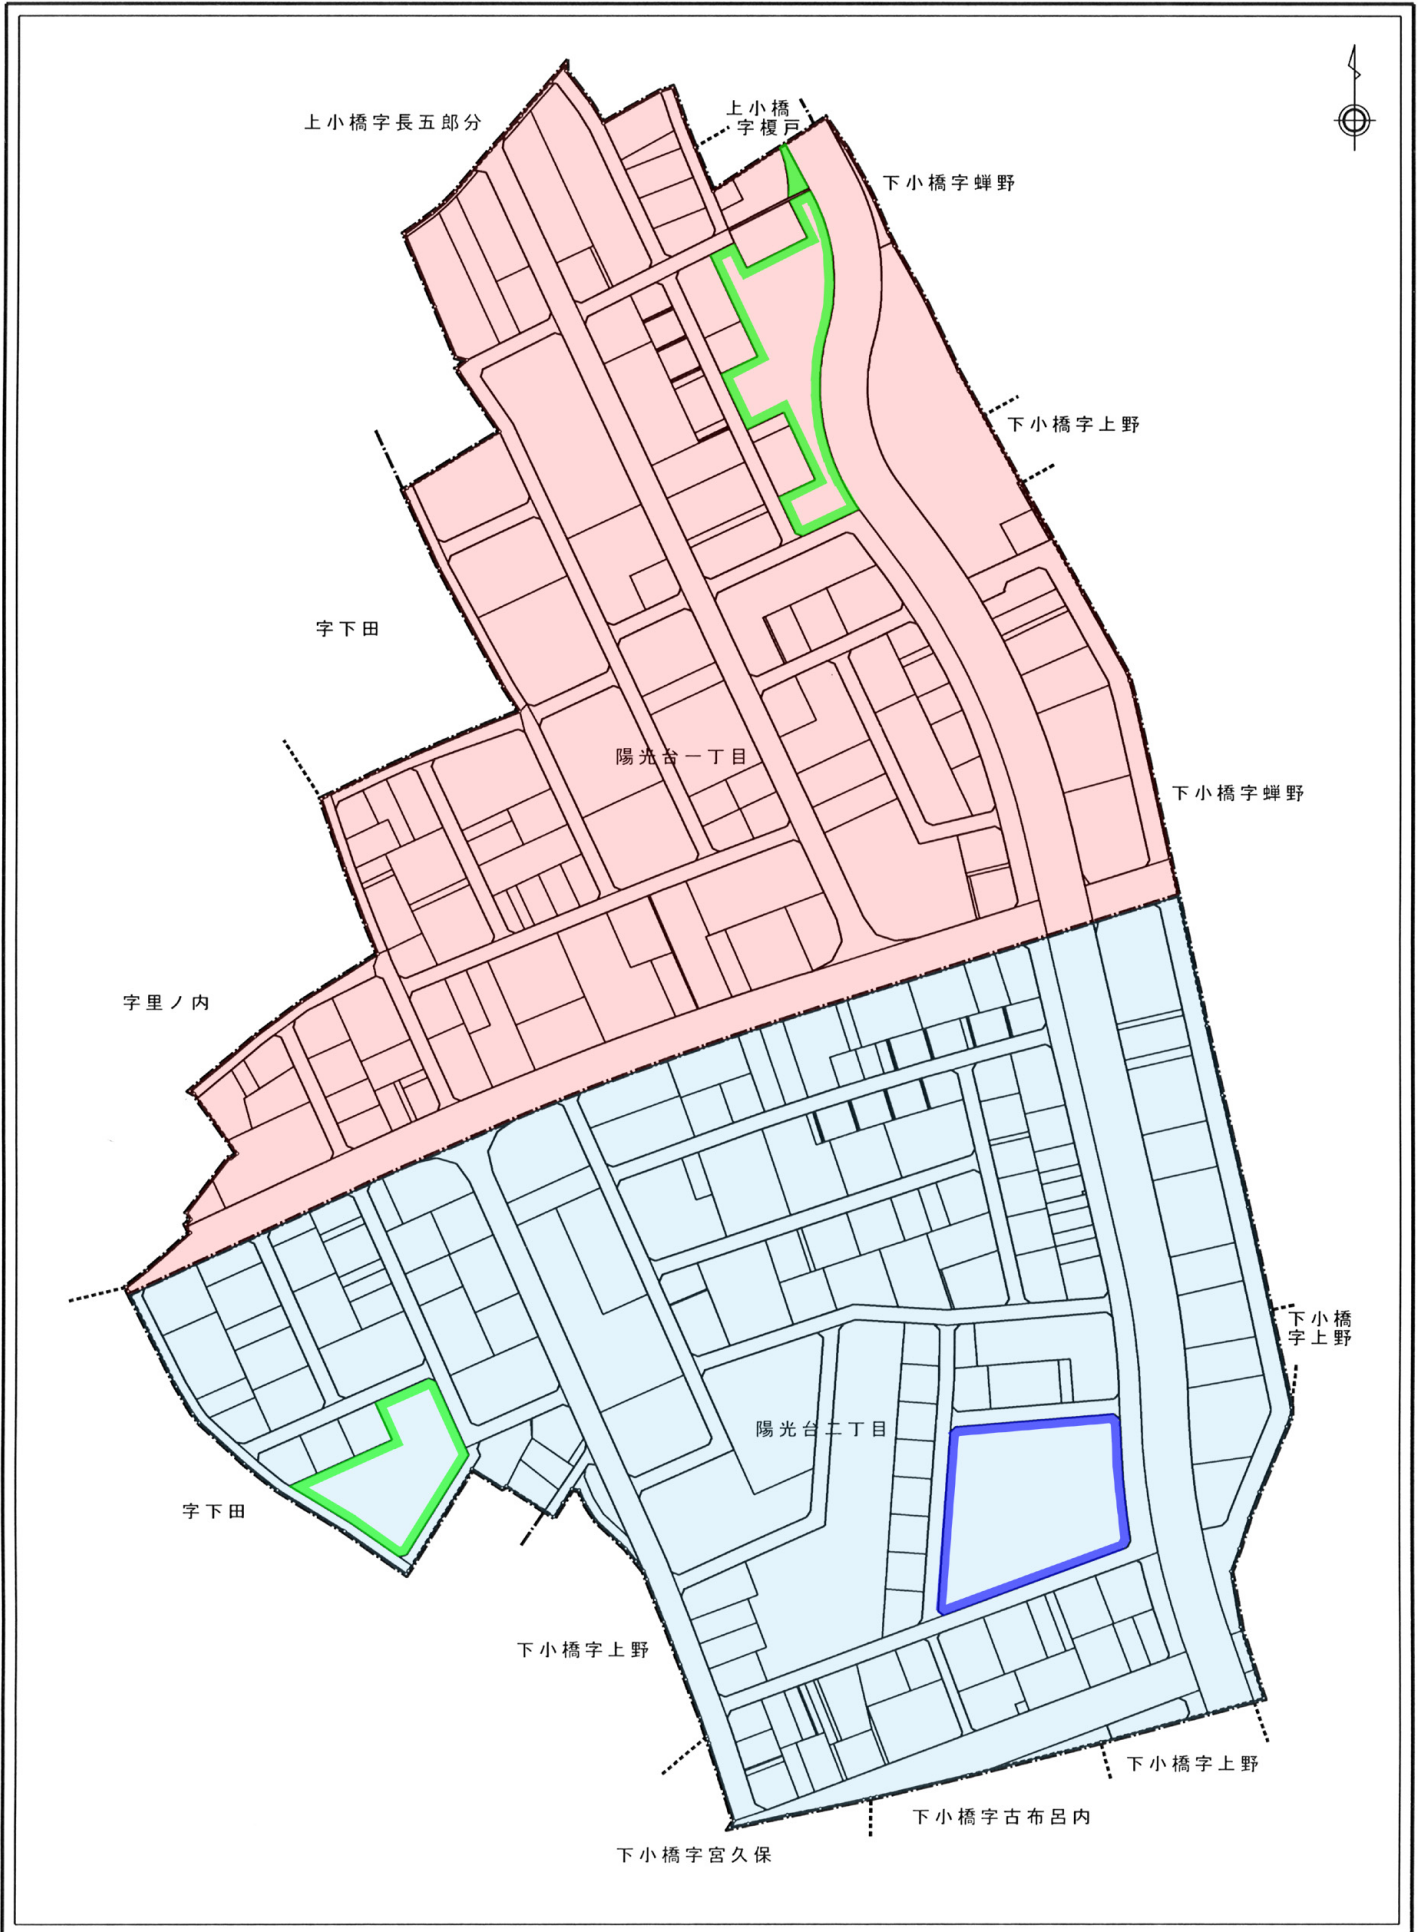 上小橋字長五郎分
上小橋
字榎戸
下小橋字蝉野
下小橋字上野
字下田
陽光台一丁目
下小橋字蝉野
字里ノ内
下小橋
字上野
陽光台二丁目
字下田
下小橋字上野
下小橋字上野
下小橋字古布呂内
下小橋字宮久保